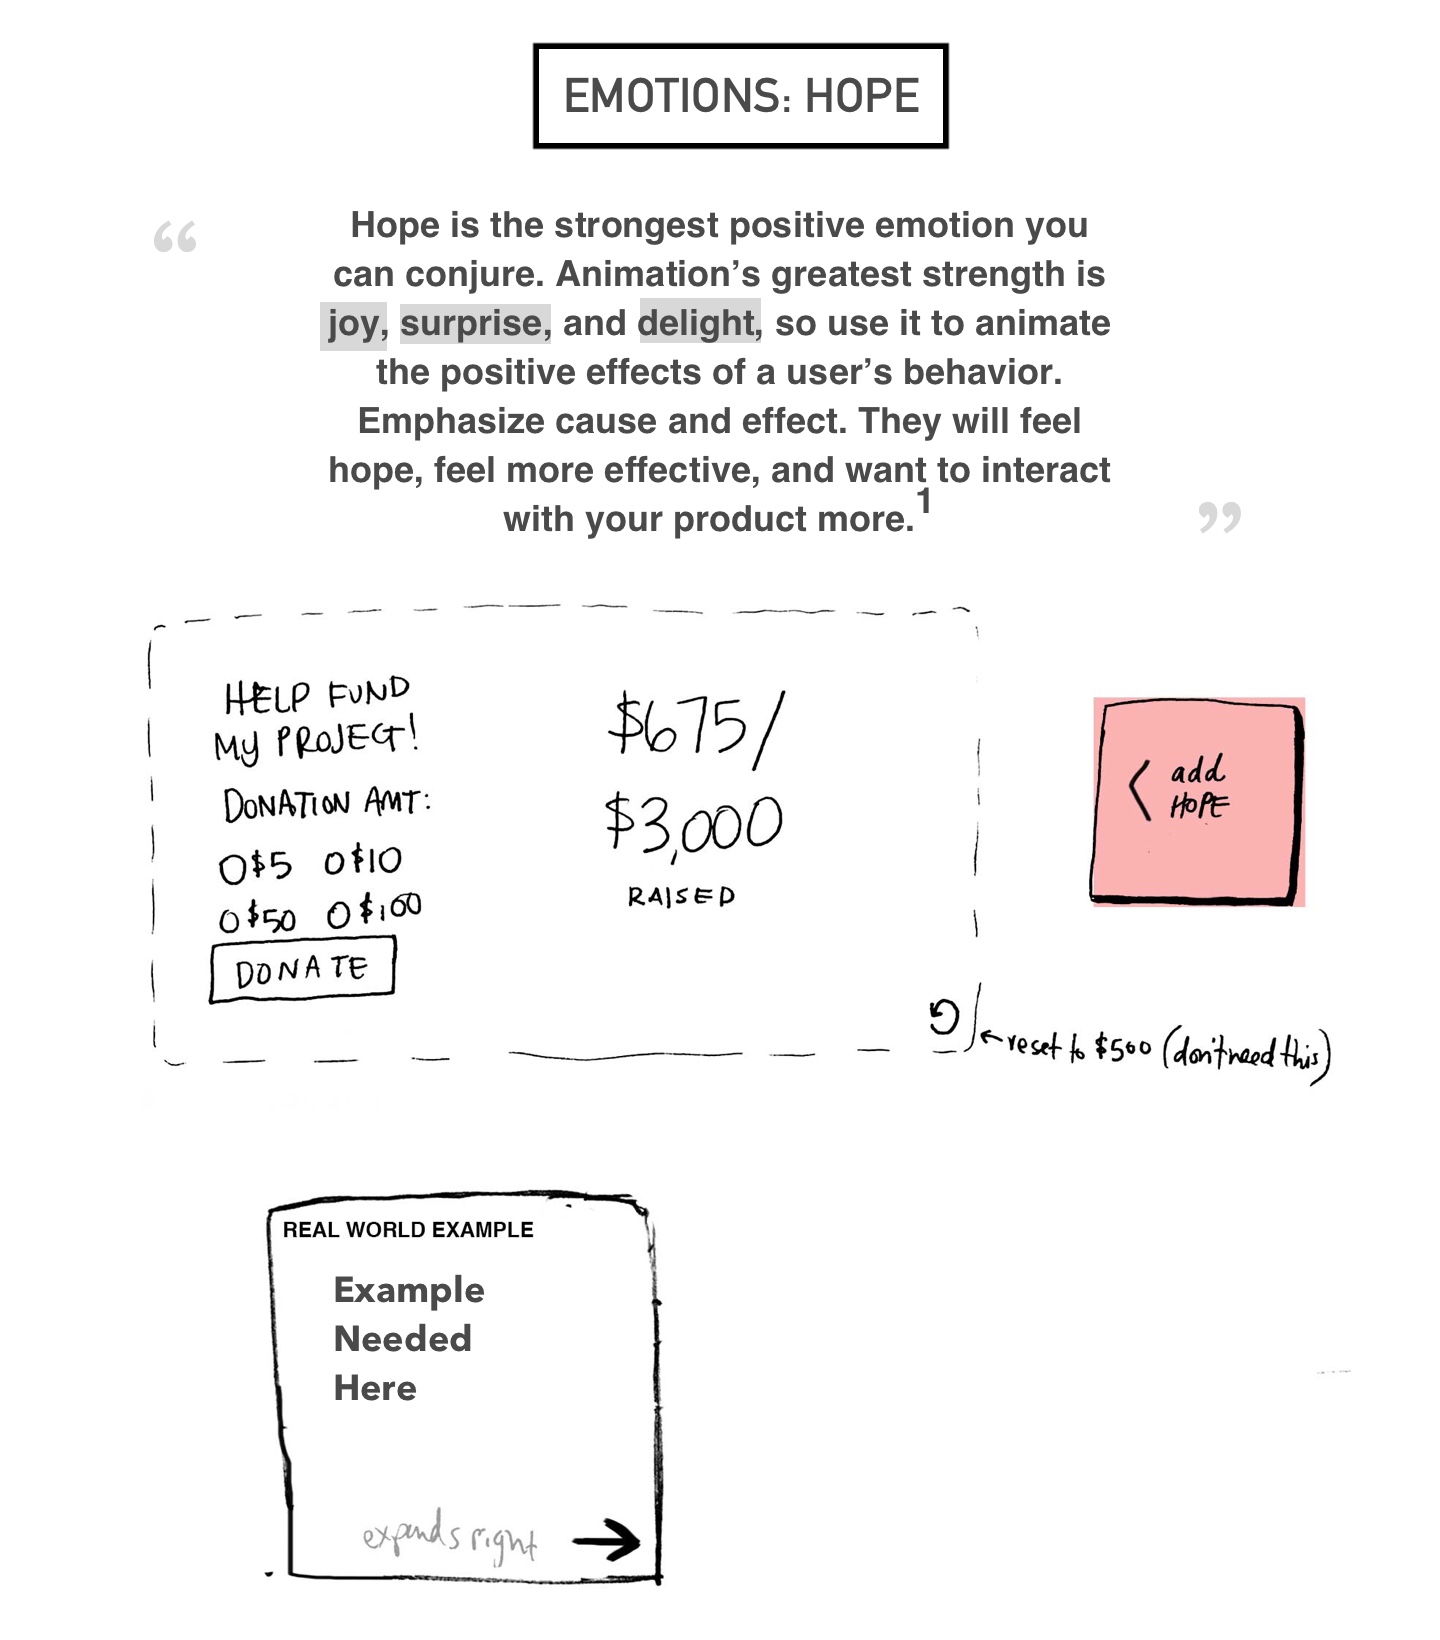 EMOTIONS: HOPE
“
Hope is the strongest positive emotion you
can conjure. Animation’s greatest strength is
joy, surprise, and delight, so use it to animate
the positive effects of a user’s behavior.
Emphasize cause and effect. They will feel
hope, feel more effective, and want to interact
with your product more.1
”
HELP FUND
MY PROJECT!
DONATION AMT:
O $5 O $10
O $50 O $100
DONATE
$675/
$3,000
RAISED
< add
HOPE
←reset to $500 (don't need this)
REAL WORLD EXAMPLE
Example
Needed
Here
expands right →